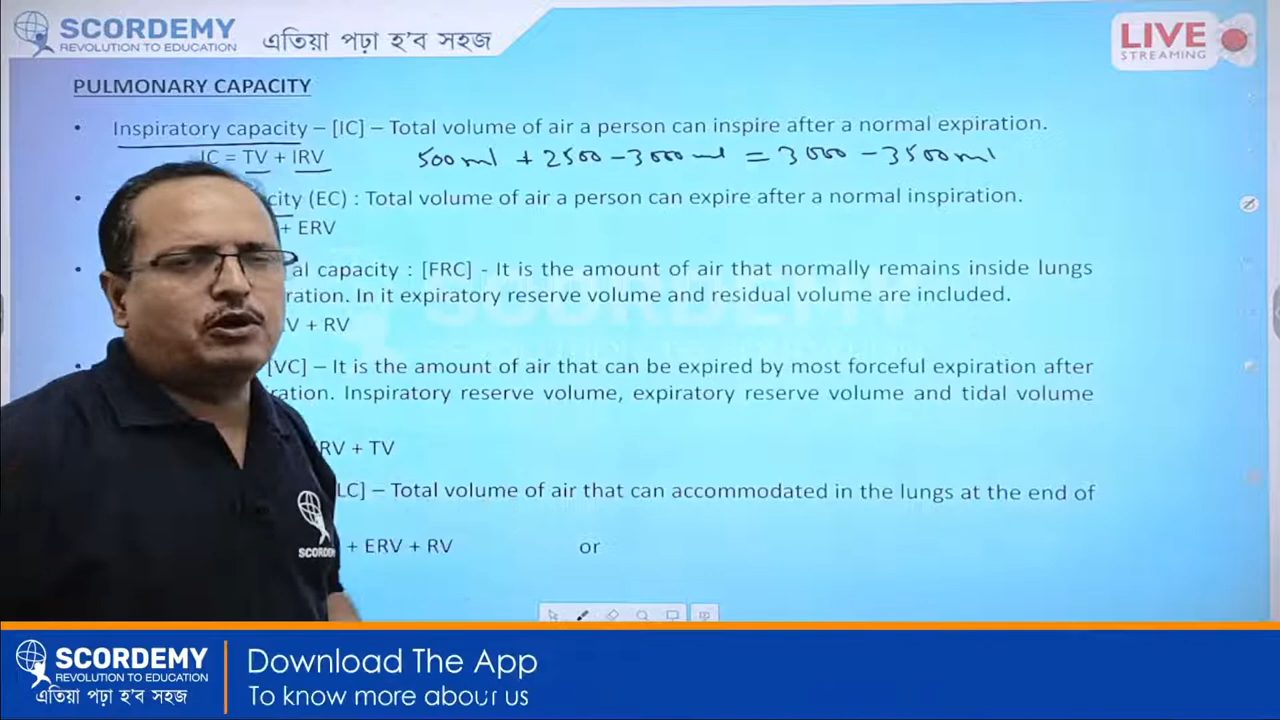 SCORDEMY
REVOLUTION TO EDUCATION
এতিয়া পঢ়া হ'ব সহজ
LIVE
STREAMING
PULMONARY CAPACITY
• Inspiratory capacity – [IC] – Total volume of air a person can inspire after a normal expiration.
IC = TV + IRV 500ml + 2500 – 3000 ml = 3000 – 3500ml
• city (EC) : Total volume of air a person can expire after a normal inspiration.
+ ERV
• al capacity : [FRC] - It is the amount of air that normally remains inside lungs
ration. In it expiratory reserve volume and residual volume are included.
V + RV
[VC] – It is the amount of air that can be expired by most forceful expiration after
ration. Inspiratory reserve volume, expiratory reserve volume and tidal volume
RV + TV
LC] – Total volume of air that can accommodated in the lungs at the end of
+ ERV + RV or
SCORDEMY
SCORDEMY
SCORDEMY
REVOLUTION TO EDUCATION
এতিয়া পঢ়া হ'ব সহজ
Download The App
To know more about us